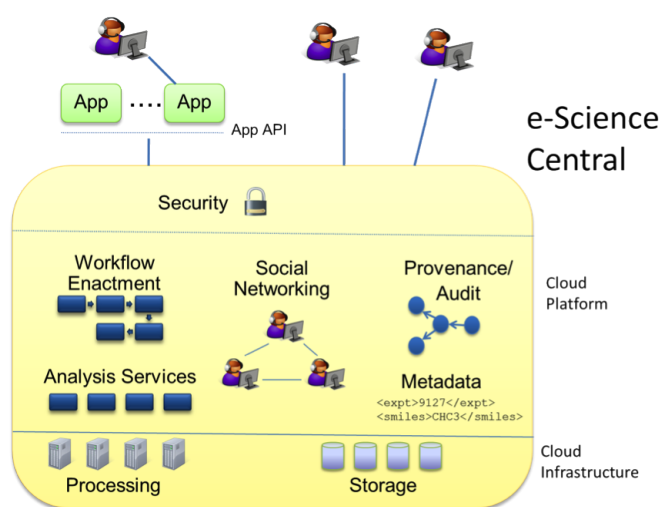 App .... App
App API
e-Science
Central
Security
Workflow
Enactment
Social
Networking
Provenance/
Audit
Cloud
Platform
Analysis Services
Metadata
<expt>9127</expt>
<smiles>CHC3</smiles>
Cloud
Infrastructure
Processing
Storage